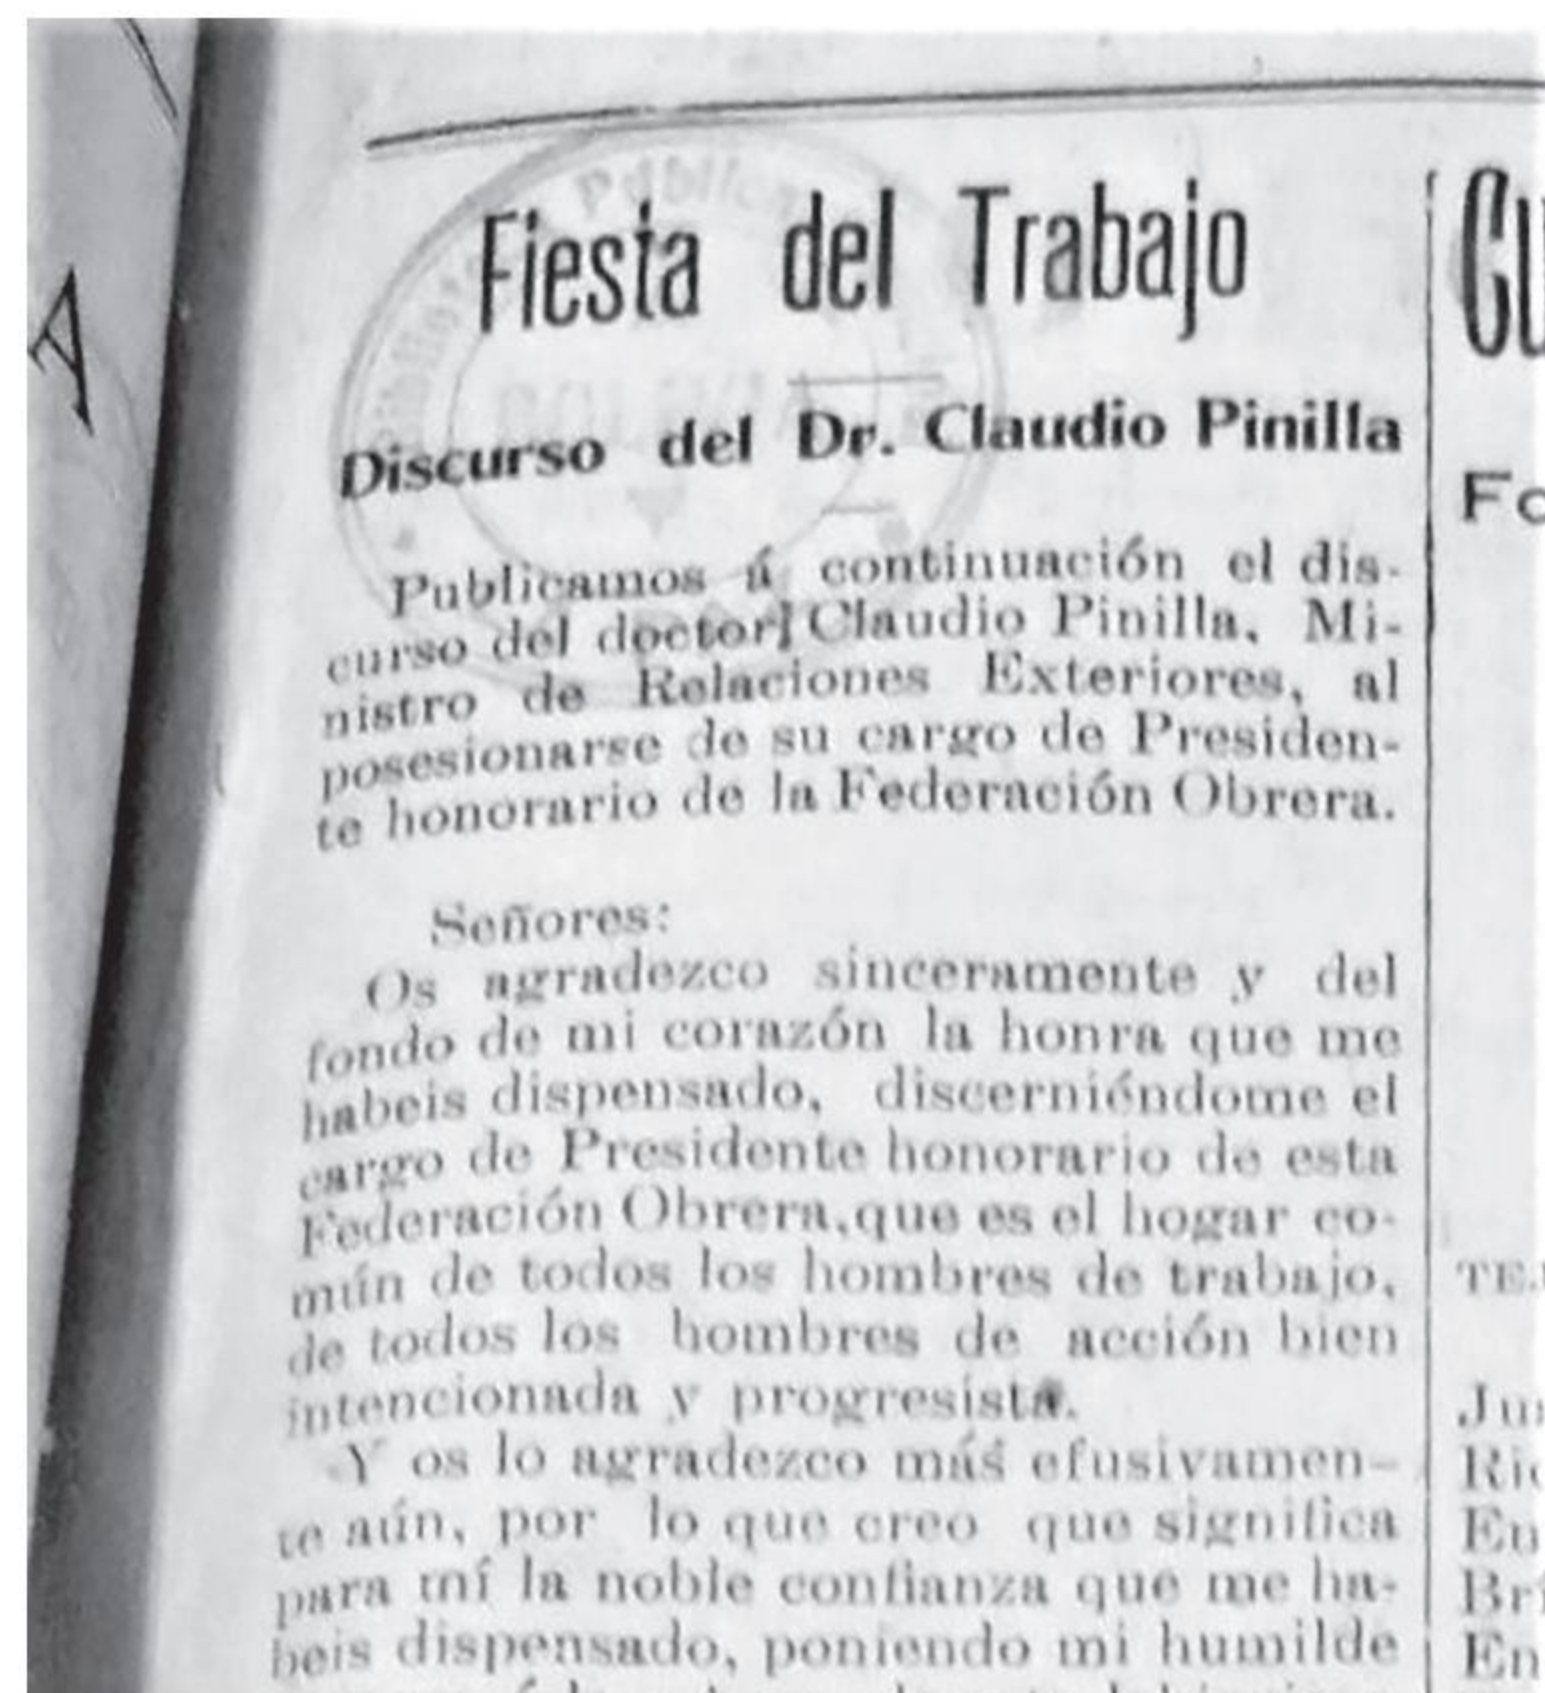 A
Fiesta del Trabajo
Discurso del Dr. Claudio Pinilla
Publicamos á continuación el dis-
curso del doctor Claudio Pinilla, Mi-
nistro de Relaciones Exteriores, al
posesionarse de su cargo de Presiden-
te honorario de la Federación Obrera.
Señores:
Os agradezco sinceramente y del
fondo de mi corazón la honra que me
habeis dispensado, discerniéndome el
cargo de Presidente honorario de esta
Federación Obrera, que es el hogar co-
mún de todos los hombres de trabajo,
de todos los hombres de acción bien
intencionada y progresista.
Y os lo agradezco más efusivamen-
te aún, por lo que creo que significa
para mí la noble confianza que me ha-
beis dispensado, poniendo mi humilde
Cu
Fo
TE
Ju
Ric
En
Br
En